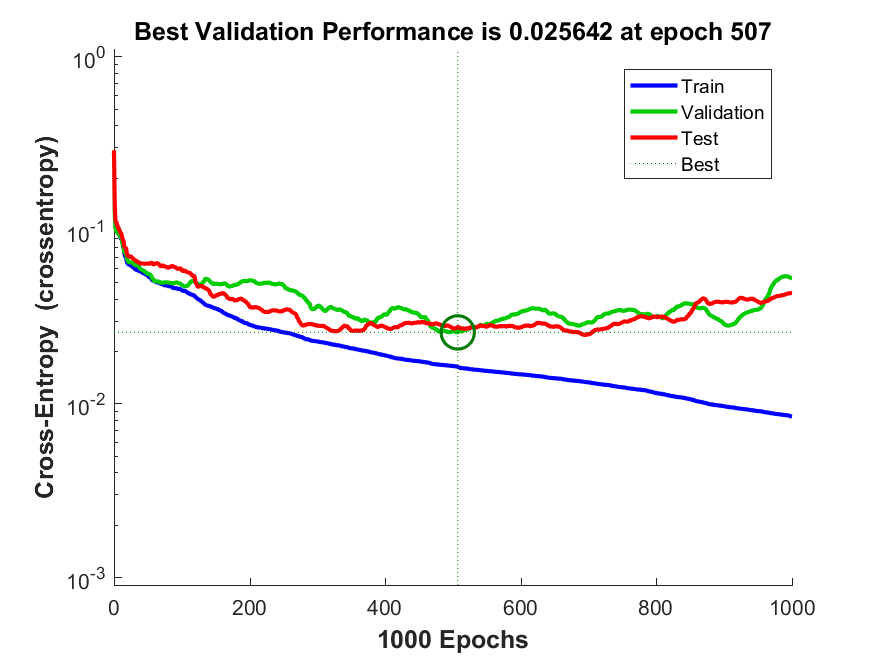 Best Validation Performance is 0.025642 at epoch 507
10^0
10^-1
10^-2
10^-3
Cross-Entropy (crossentropy)
Train
Validation
Test
Best
0 200 400 600 800 1000
1000 Epochs